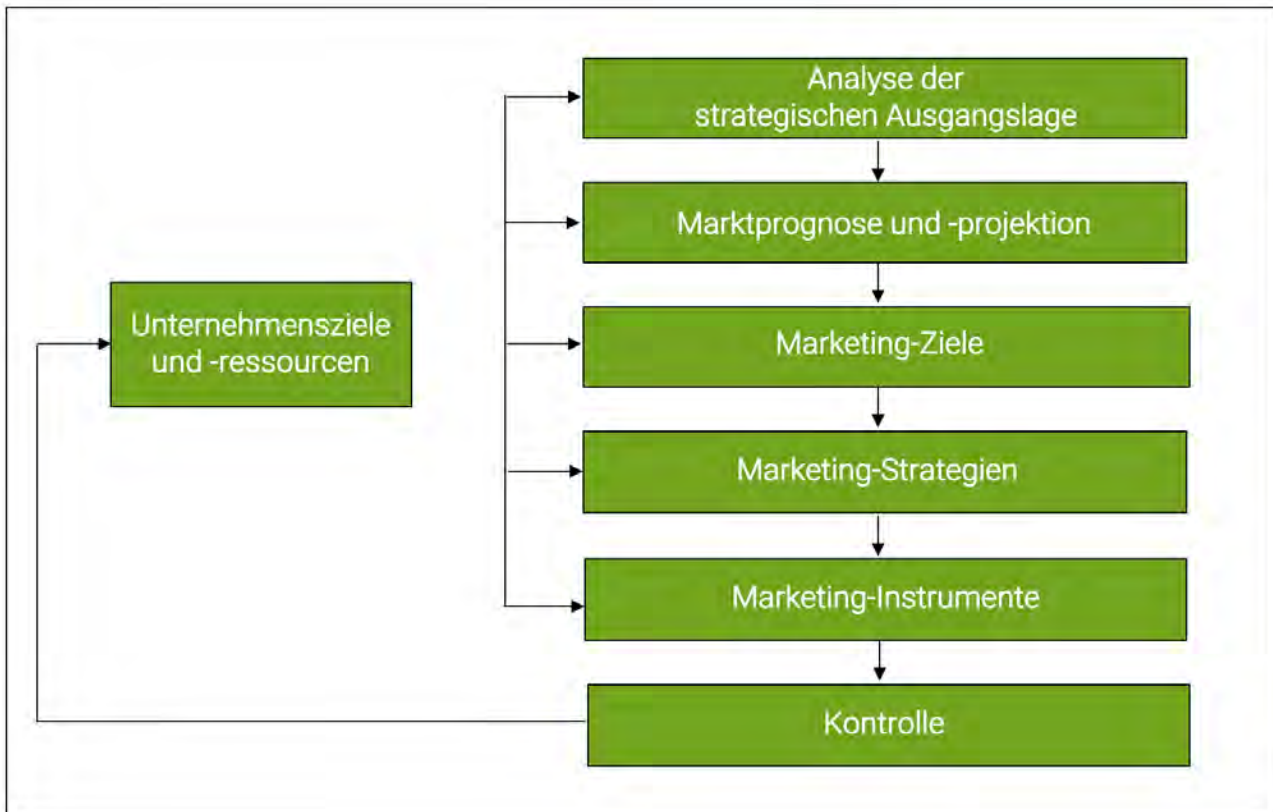 Analyse der
strategischen Ausgangslage
Marktprognose und -projektion
Unternehmensziele
und -ressourcen
Marketing-Ziele
Marketing-Strategien
Marketing-Instrumente
Kontrolle